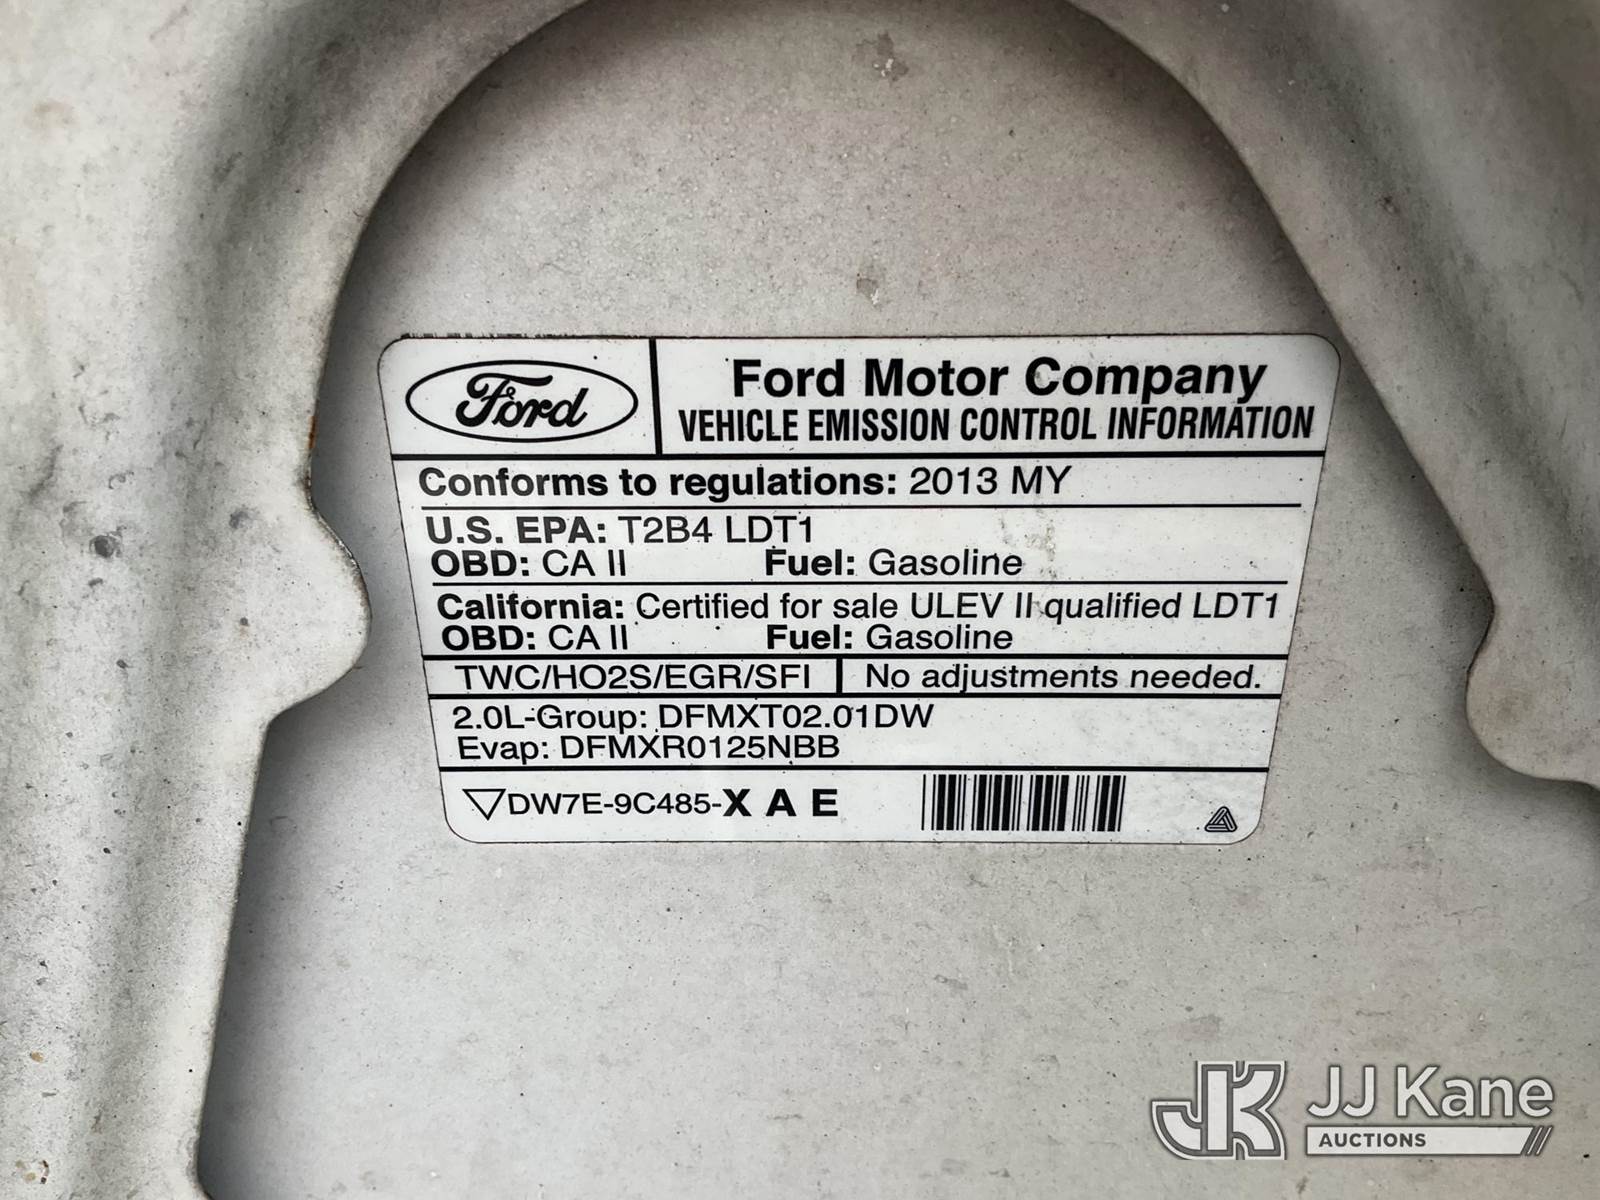 Ford
Ford Motor Company
VEHICLE EMISSION CONTROL INFORMATION
Conforms to regulations: 2013 MY
U.S. EPA: T2B4 LDT1
OBD: CA II Fuel: Gasoline
California: Certified for sale ULEV II qualified LDT1
OBD: CA II Fuel: Gasoline
TWC/HO2S/EGR/SFI No adjustments needed.
2.0L-Group: DFMXT02.01DW
Evap: DFMXR0125NBB
DW7E-9C485-X A E
JK JJ Kane
AUCTIONS